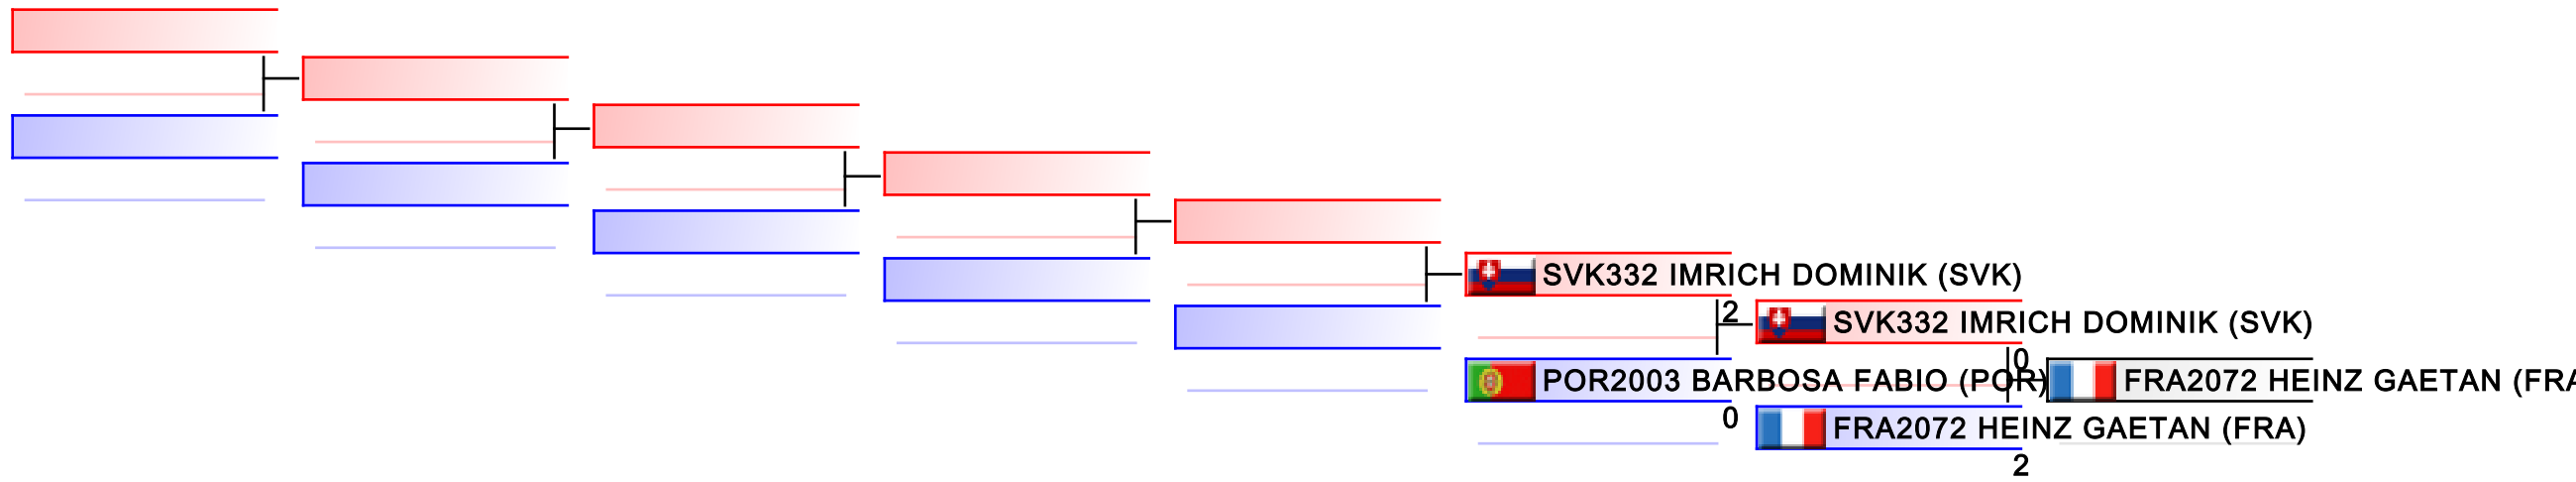 SVK332 IMRICH DOMINIK (SVK)
2
SVK332 IMRICH DOMINIK (SVK)
0
POR2003 BARBOSA FABIO (POR)
FRA2072 HEINZ GAETAN (FRA
0
FRA2072 HEINZ GAETAN (FRA)
2